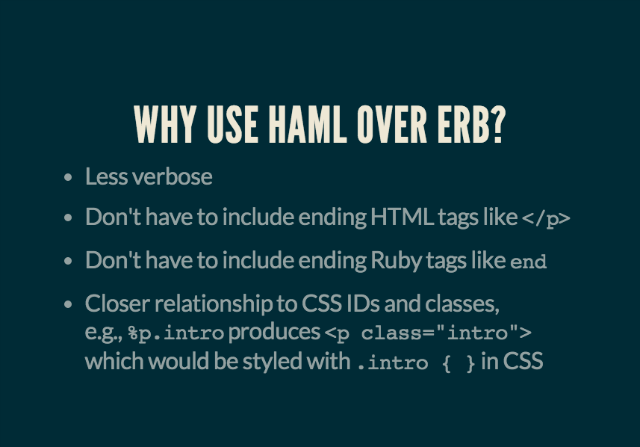 WHY USE HAML OVER ERB?
• Less verbose
• Don't have to include ending HTML tags like </p>
• Don't have to include ending Ruby tags like end
• Closer relationship to CSS IDs and classes,
e.g., %p.intro produces <p class="intro">
which would be styled with .intro { } in CSS